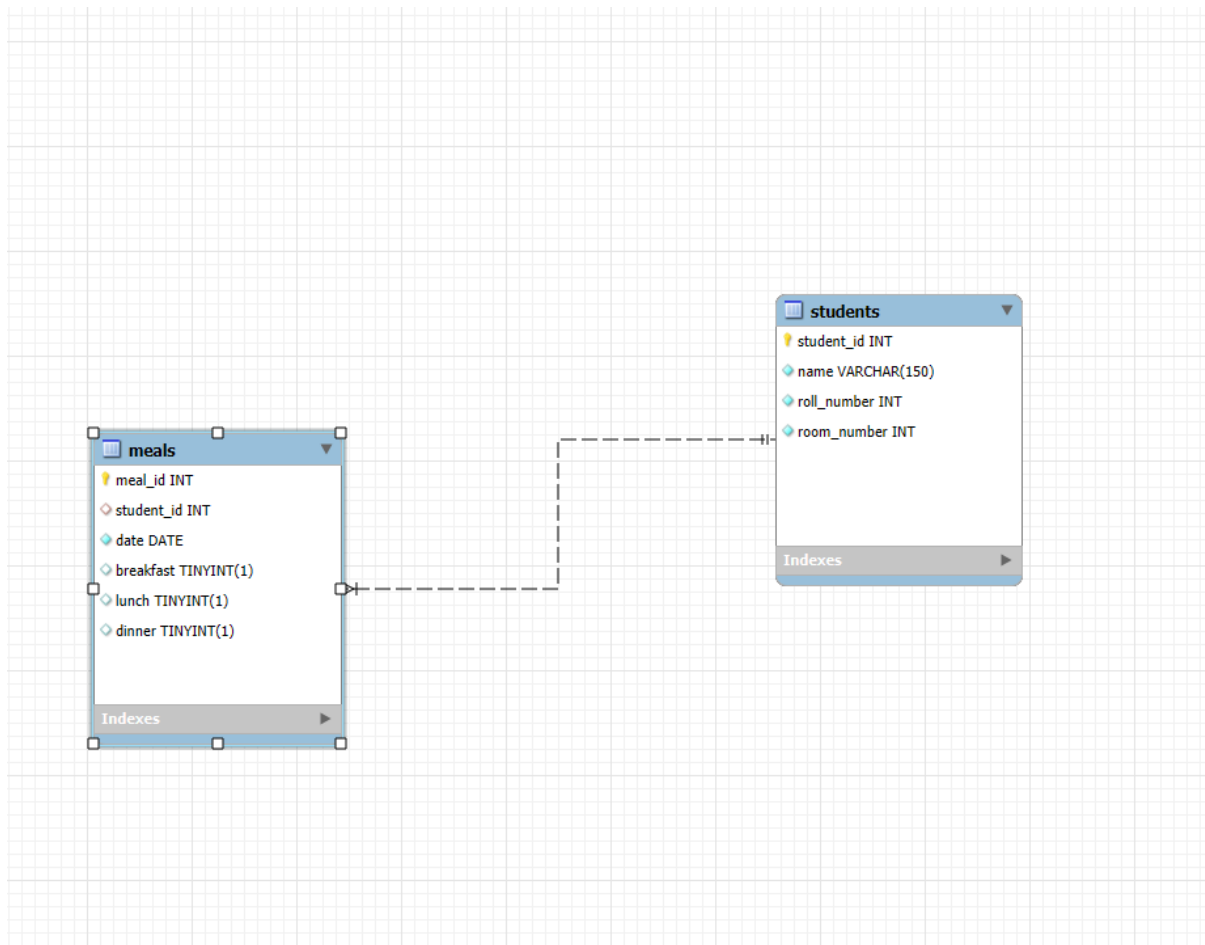 students
student_id INT
name VARCHAR(150)
roll_number INT
room_number INT
Indexes
meals
meal_id INT
student_id INT
date DATE
breakfast TINYINT(1)
lunch TINYINT(1)
dinner TINYINT(1)
Indexes